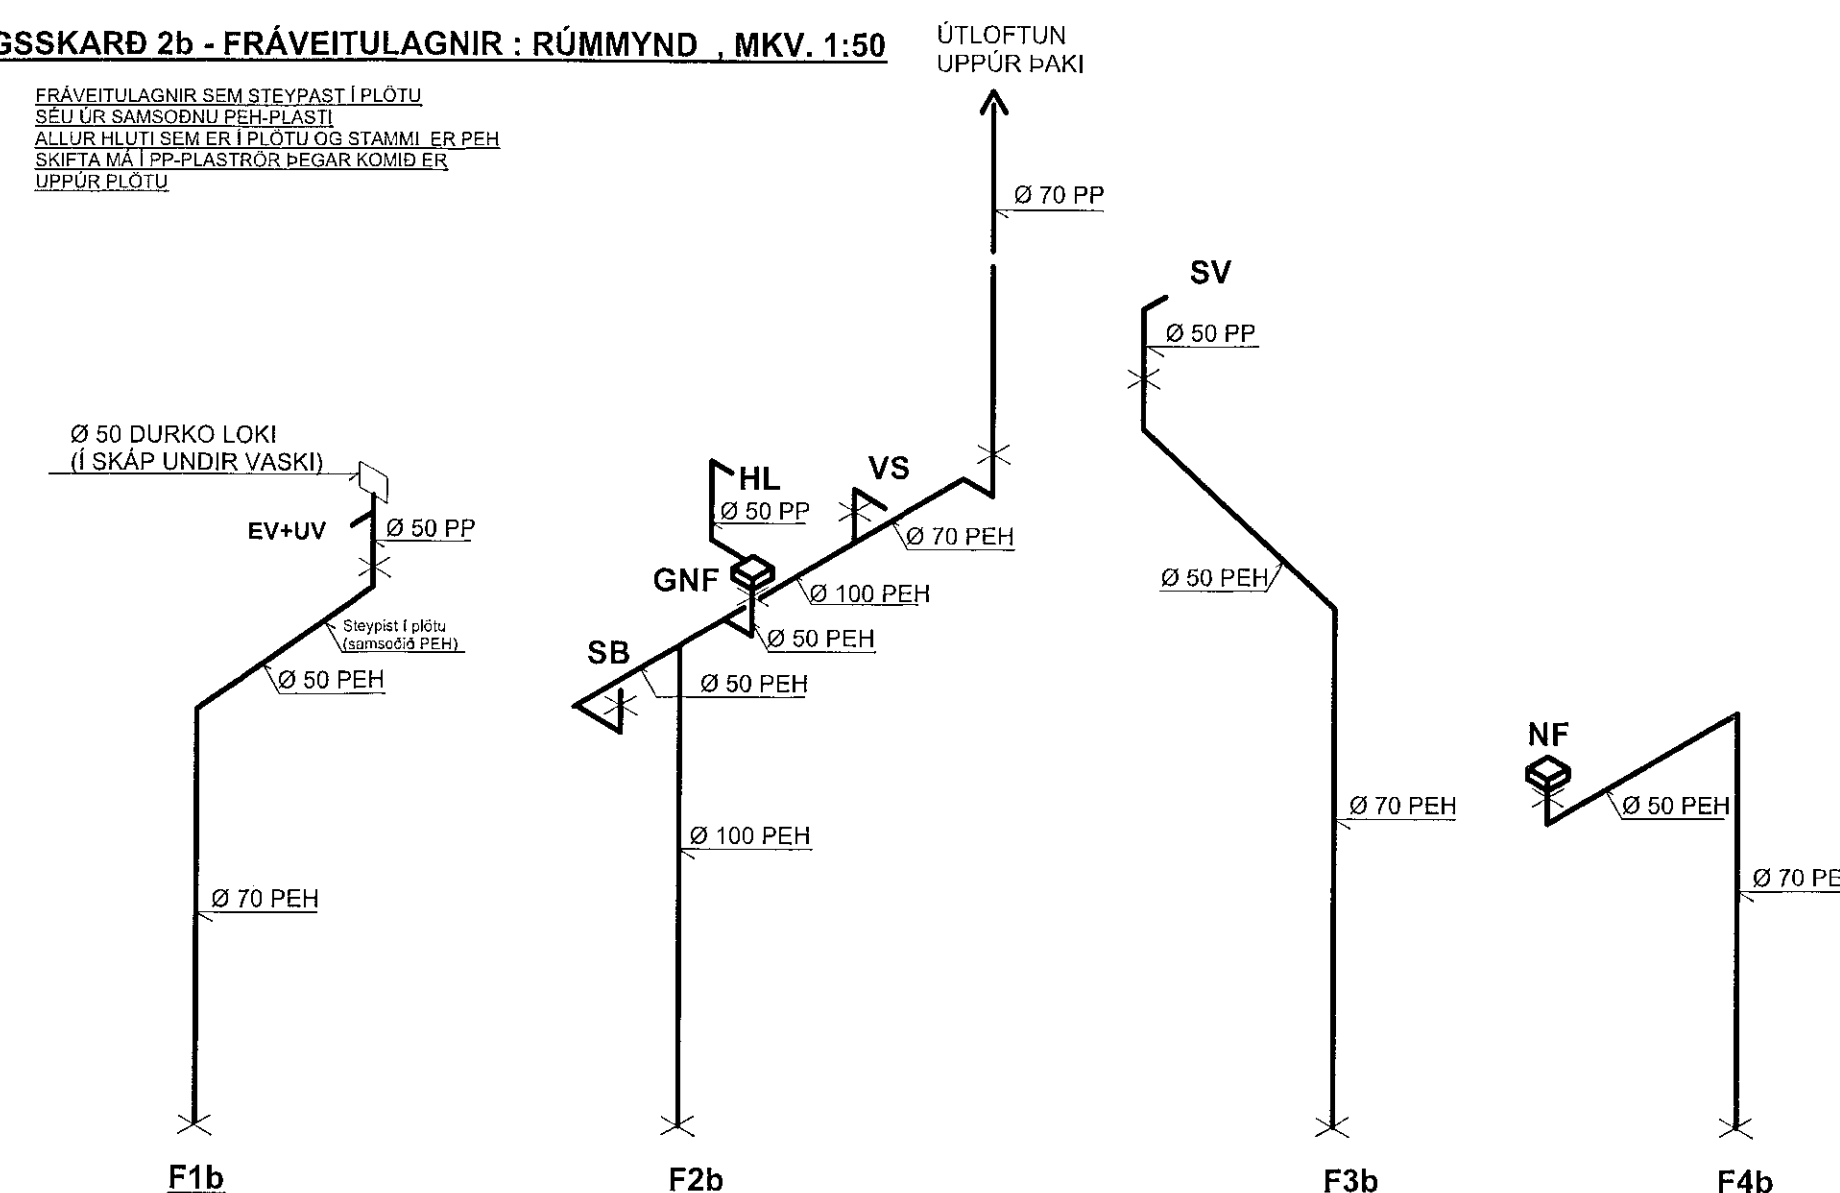 GSSKARÐ 2b - FRÁVEITULAGNIR : RÚMMYND , MKV. 1:50
FRÁVEITULAGNIR SEM STEYPAST Í PLÖTU
SÉU ÚR SAMSOÐNU PEH-PLASTI
ALLUR HLUTI SEM ER Í PLÖTU OG STAMMI ER PEH
SKIFTA MÁ Í PP-PLASTRÖR ÞEGAR KOMIÐ ER
UPPÚR PLÖTU
ÚTLOFTUN
UPPÚR ÞAKI
Ø 70 PP
SV
Ø 50 PP
Ø 50 DURKO LOKI
(Í SKÁP UNDIR VASKI)
EV+UV
Ø 50 PP
HL
Ø 50 PP
VS
Ø 70 PEH
GNF
Ø 100 PEH
Ø 50 PEH
Ø 50 PEH
Steypist í plötu
(samsoðið PEH)
Ø 50 PEH
SB
Ø 50 PEH
NF
Ø 50 PEH
Ø 70 PEH
Ø 100 PEH
Ø 70 PE
Ø 70 PEH
F1b
F2b
F3b
F4b